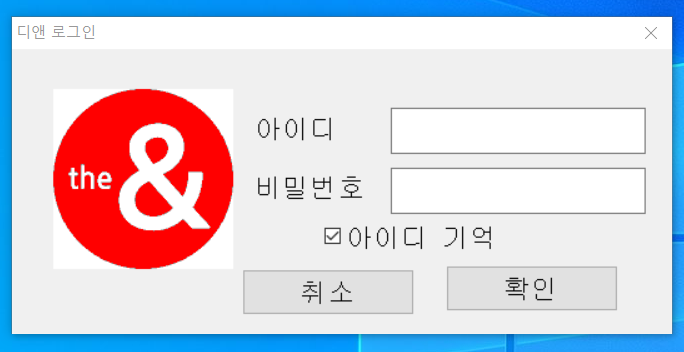 디앤 로그인
the &
아이디
비밀번호
아이디 기억
취소
확인